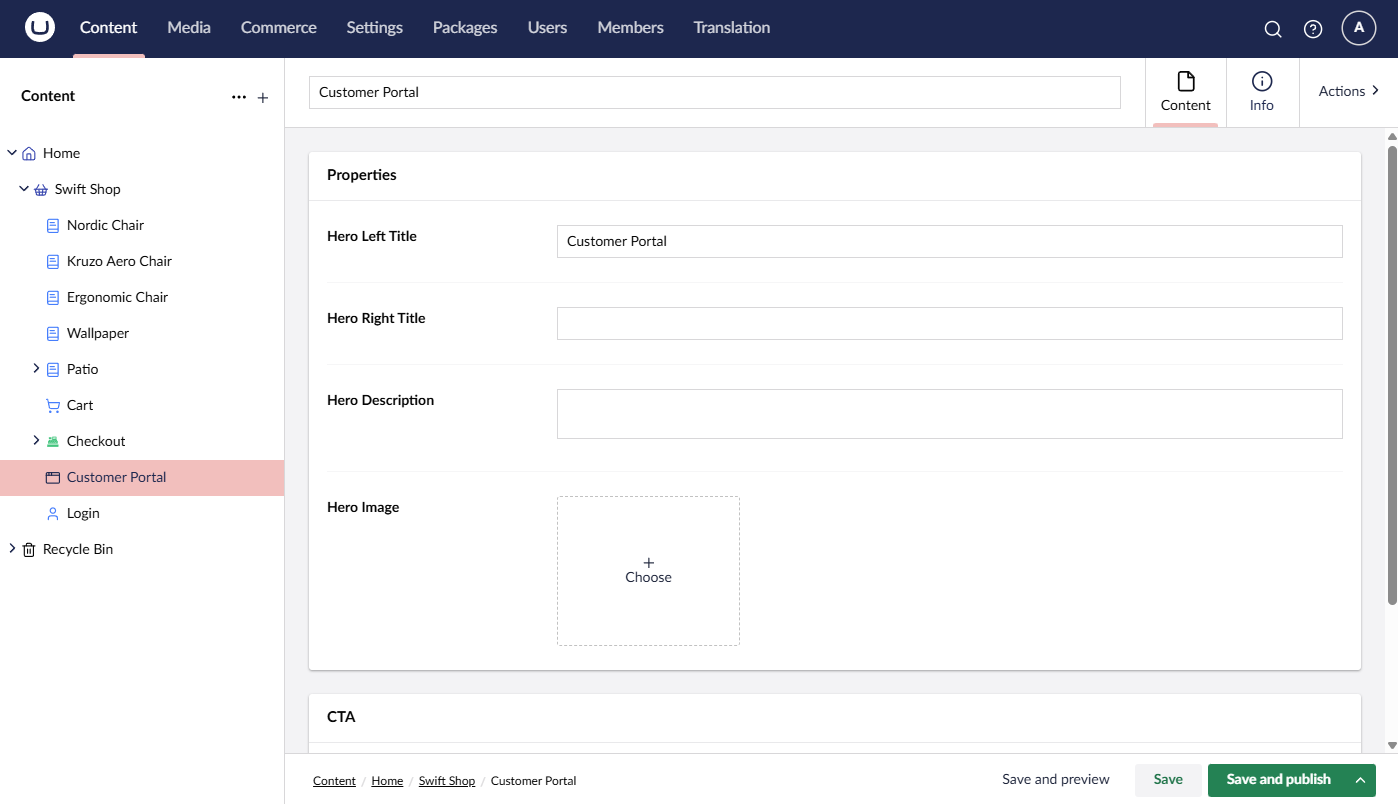 Content Media Commerce Settings Packages Users Members Translation A
Content
Customer Portal
Content
Info
Actions
Home
Swift Shop
Nordic Chair
Kruzo Aero Chair
Ergonomic Chair
Wallpaper
Patio
Cart
Checkout
Customer Portal
Login
Recycle Bin
Properties
Hero Left Title
Customer Portal
Hero Right Title
Hero Description
Hero Image
Choose
CTA
Content / Home / Swift Shop / Customer Portal
Save and preview
Save
Save and publish